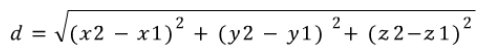 d = √(x2 − x1)² + (y2 − y1)² + (z2−z1)²